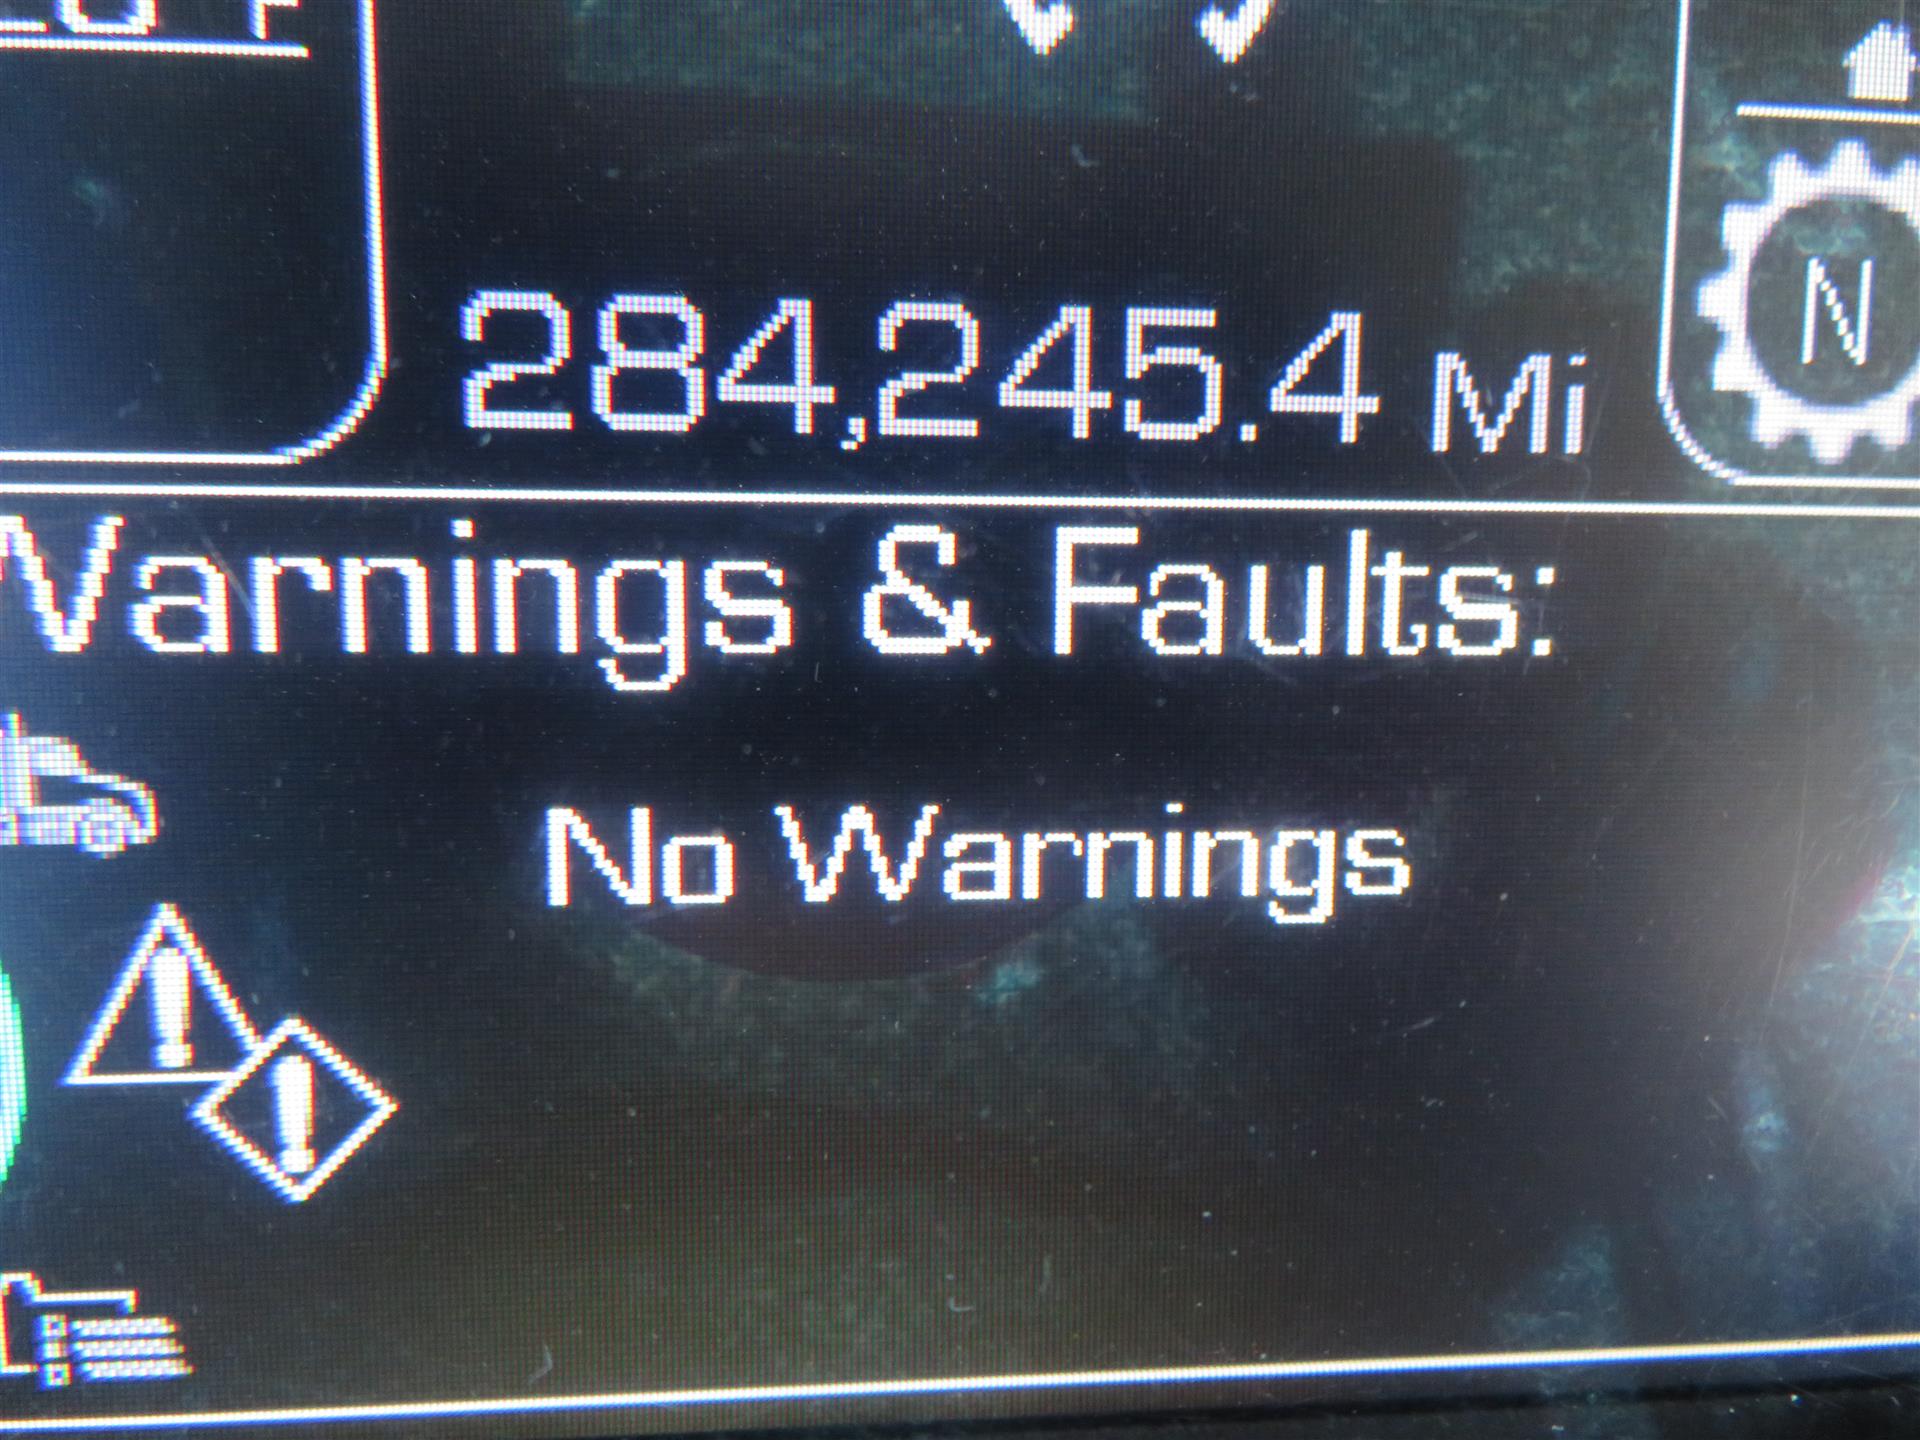 284,245.4 Mi
N
Warnings & Faults:
No Warnings